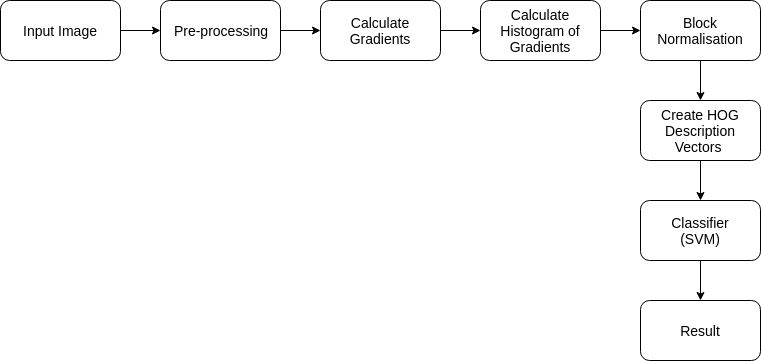 Input Image
Pre-processing
Calculate
Gradients
Calculate
Histogram of
Gradients
Block
Normalisation
Create HOG
Description
Vectors
Classifier
(SVM)
Result